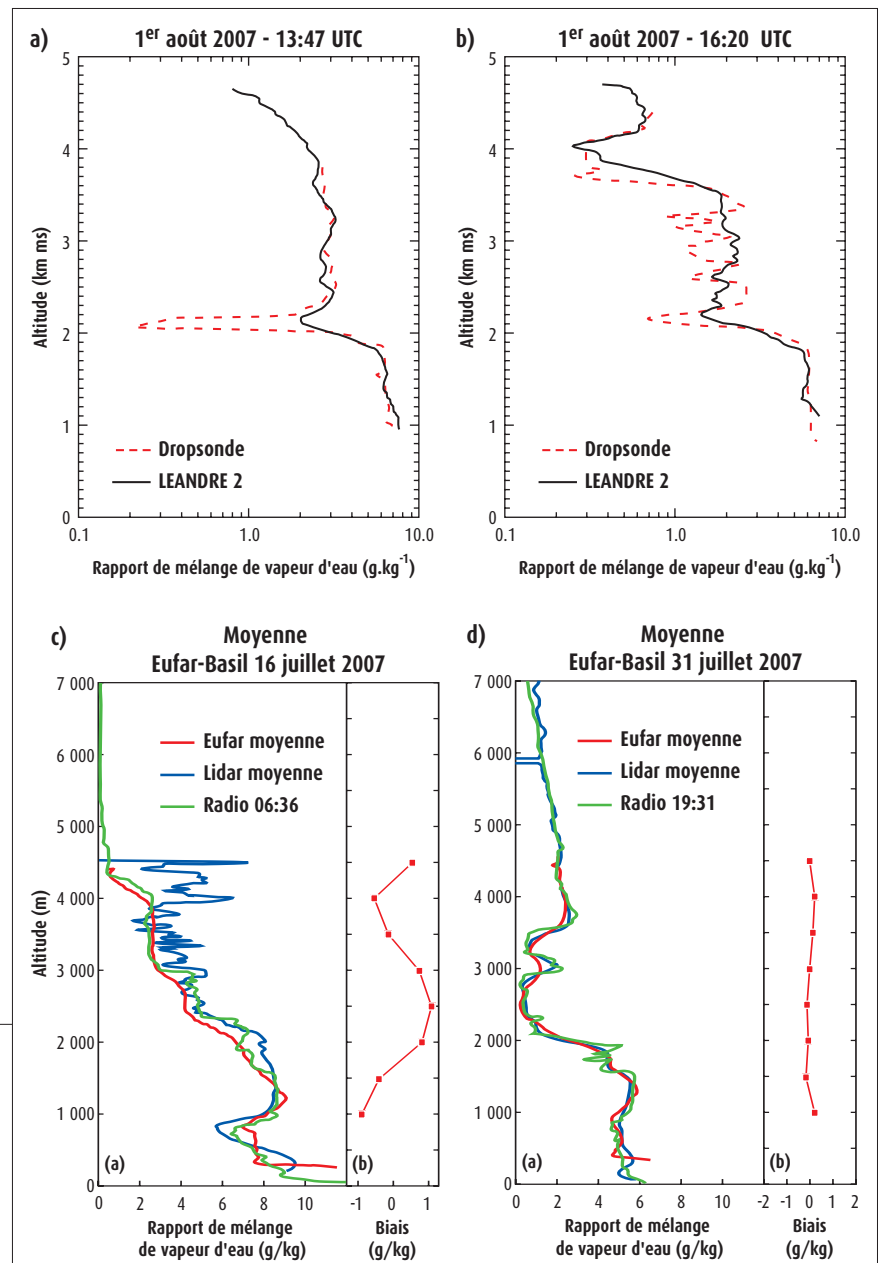 a)
1er août 2007 - 13:47 UTC
5
4
3
2
1
0
Altitude (km ms)
Dropsonde
LEANDRE 2
0.1
1.0
10.0
Rapport de mélange de vapeur d'eau (g.kg-1)
b)
1er août 2007 - 16:20 UTC
5
4
3
2
1
0
Altitude (km ms)
Dropsonde
LEANDRE 2
0.1
1.0
10.0
Rapport de mélange de vapeur d'eau (g.kg-1)
c)
Moyenne
Eufar-Basil 16 juillet 2007
7 000
6 000
5 000
4 000
3 000
2 000
1 000
0
Altitude (m)
Eufar moyenne
Lidar moyenne
Radio 06:36
(a)
(b)
0
2
4
6
8
10
-1
0
1
Rapport de mélange
de vapeur d'eau (g/kg)
Biais
(g/kg)
d)
Moyenne
Eufar-Basil 31 juillet 2007
7 000
6 000
5 000
4 000
3 000
2 000
1 000
0
Eufar moyenne
Lidar moyenne
Radio 19:31
(a)
(b)
0
2
4
6
8
10
-2
-1
0
1
2
Rapport de mélange
de vapeur d'eau (g/kg)
Biais
(g/kg)